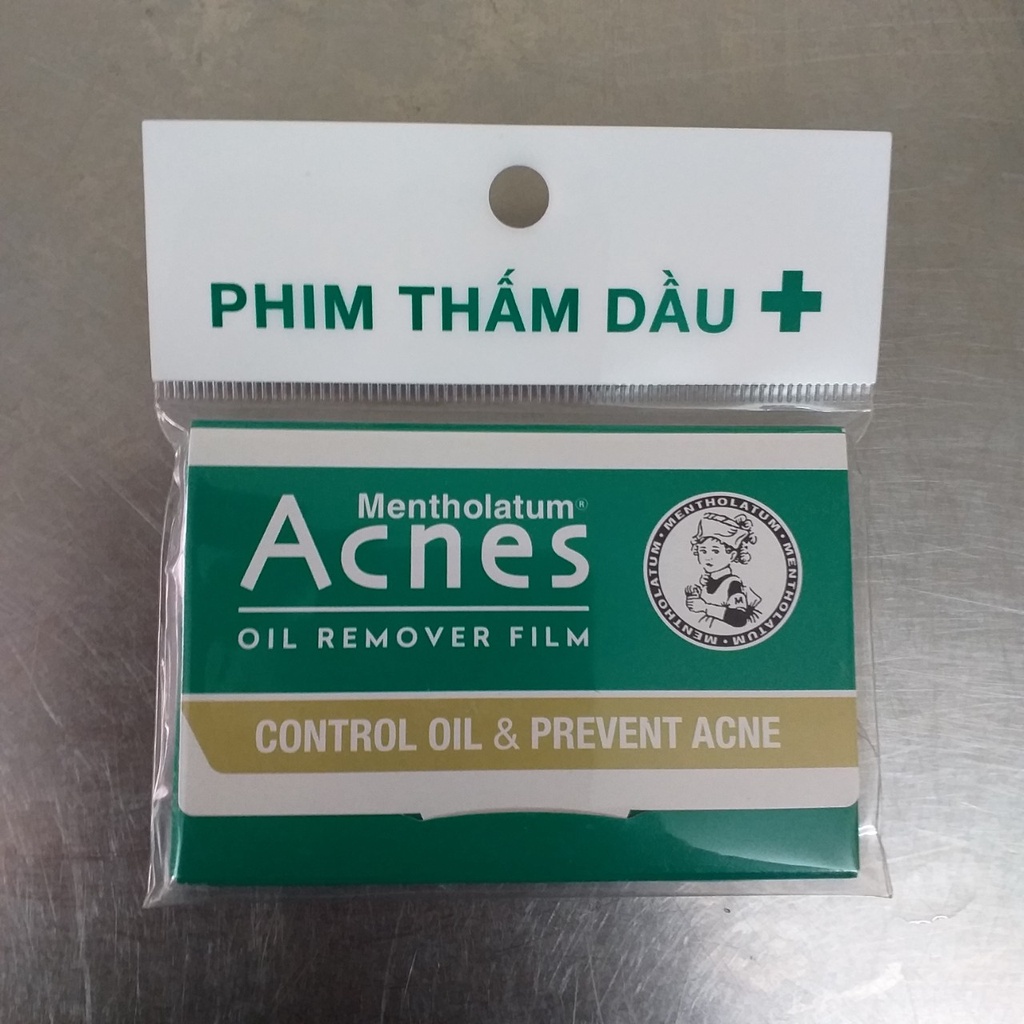 PHIM THẤM DẦU
Mentholatum®
Acnes
OIL REMOVER FILM
MENTHOLATUM • MENTHOLATUM • MENTHOLATUM •
M
CONTROL OIL & PREVENT ACNE